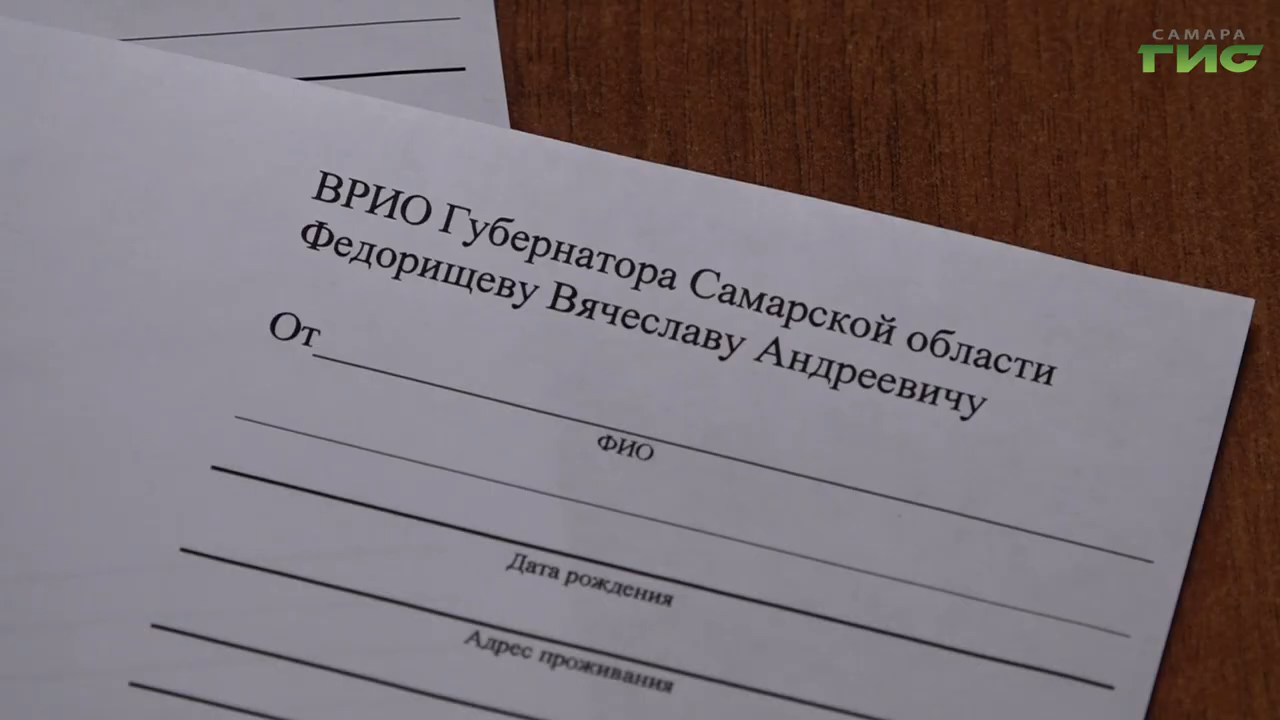 САМАРА
ГИС
ВРИО Губернатора Самарской области
Федорищеву Вячеславу Андреевичу
От
ФИО
Дата рождения
Адрес проживания